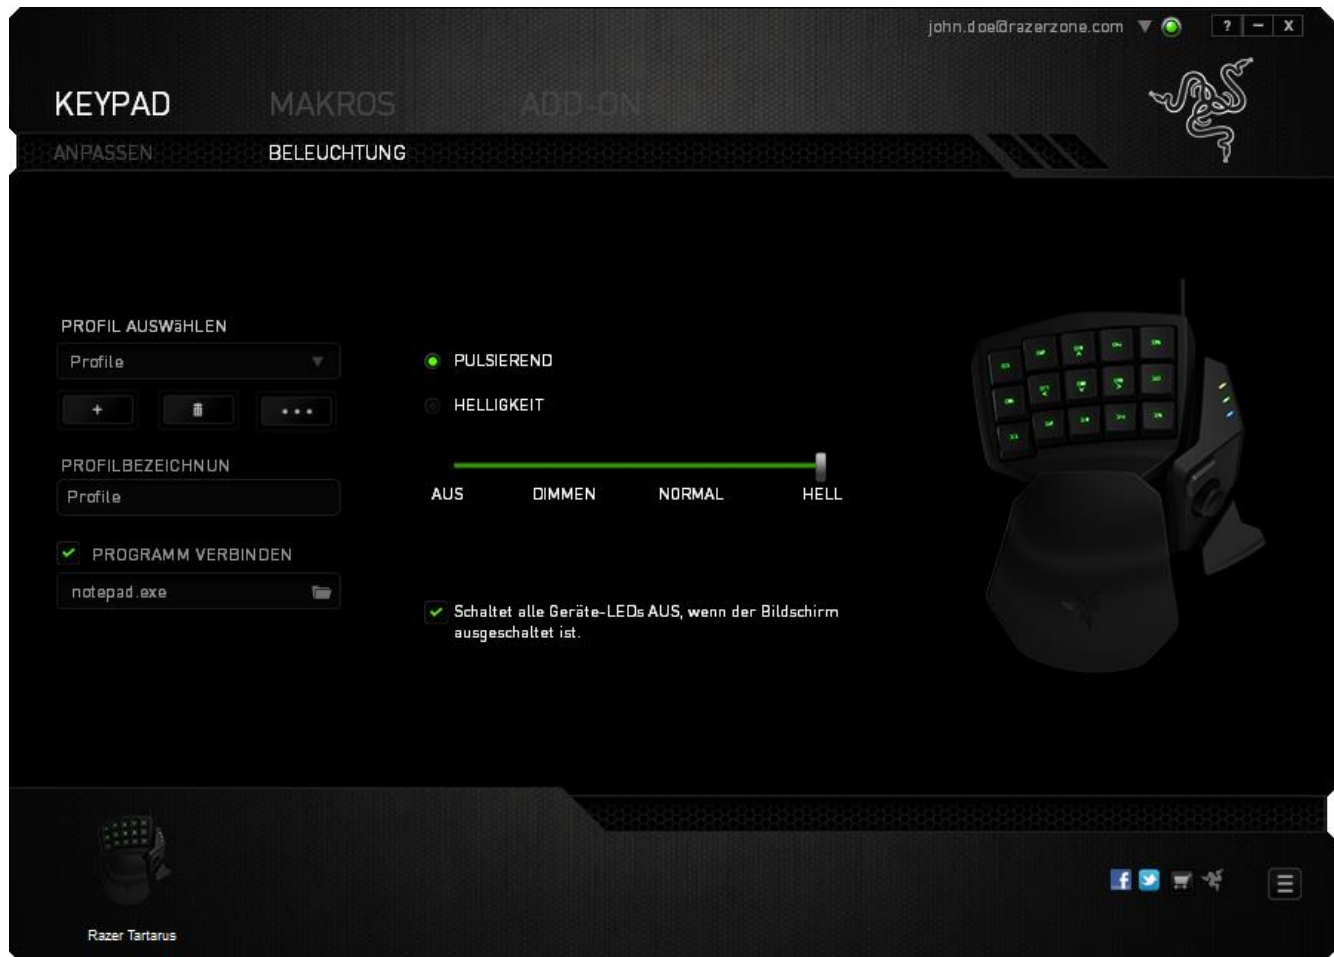 john.doe@razerzone.com
? – X
KEYPAD MAKROS ADD-ON
ANPASSEN BELEUCHTUNG
PROFIL AUSWäHLEN
Profile
+ •••
PROFILBEZEICHNUN
Profile
PROGRAMM VERBINDEN
notepad.exe
PULSIEREND
HELLIGKEIT
AUS DIMMEN NORMAL HELL
Schaltet alle Geräte-LEDs AUS, wenn der Bildschirm
ausgeschaltet ist.
Razer Tartarus